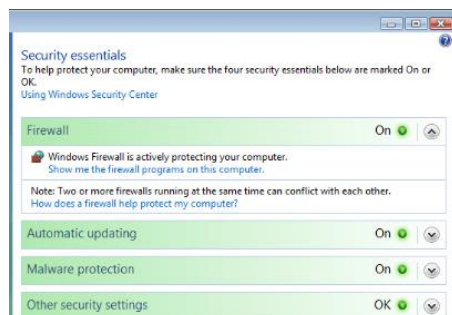 Security essentials
To help protect your computer, make sure the four security essentials below are marked On or
OK.
Using Windows Security Center
Firewall On
Windows Firewall is actively protecting your computer.
Show me the firewall programs on this computer.
Note: Two or more firewalls running at the same time can conflict with each other.
How does a firewall help protect my computer?
Automatic updating On
Malware protection On
Other security settings OK